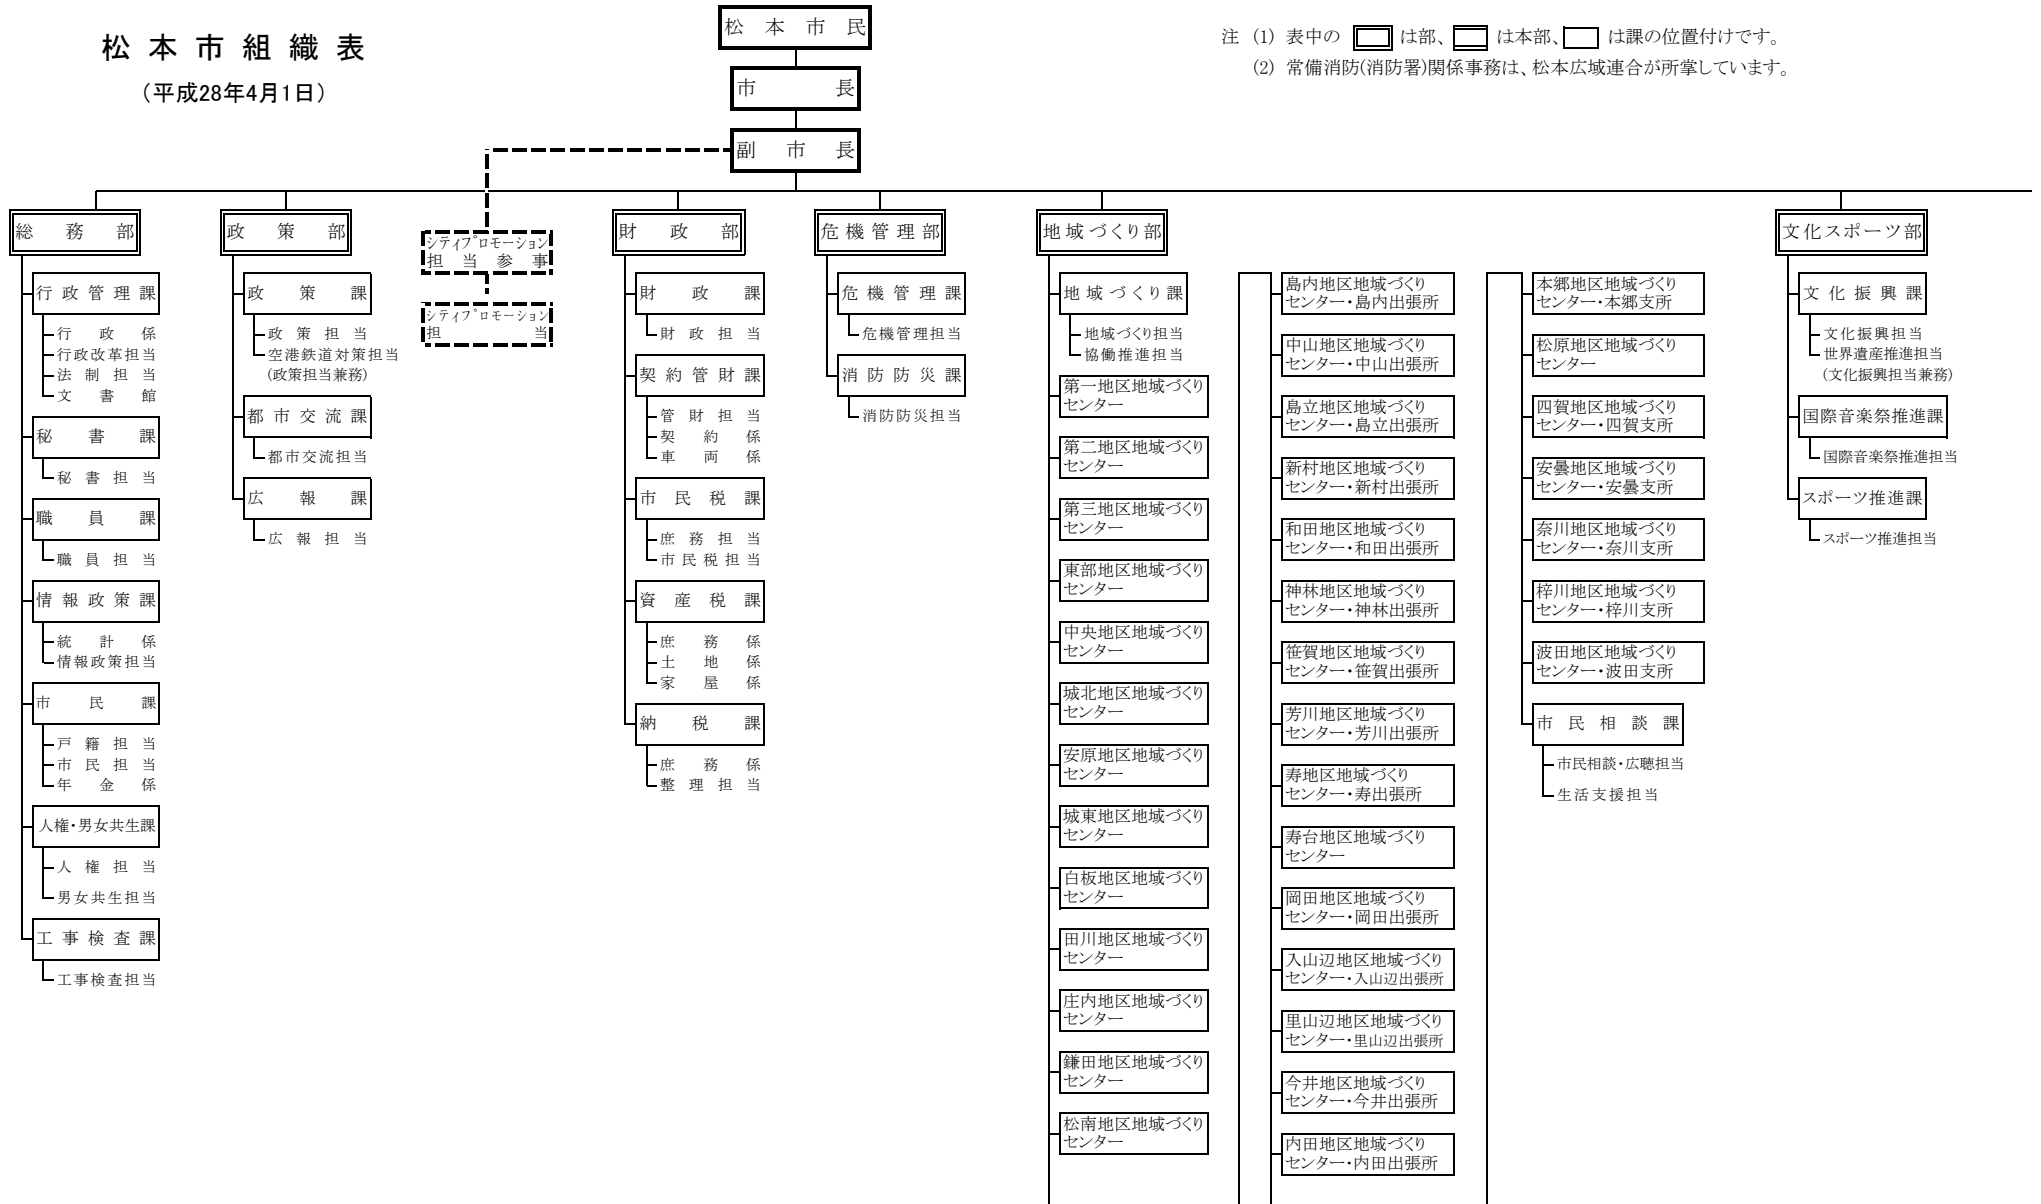 松本市組織表
（平成28年4月1日）
注 (1) 表中の は部、 は本部、 は課の位置付けです。
(2) 常備消防(消防署)関係事務は、松本広域連合が所掌しています。
松本市民
市長
副市長
総務部
行政管理課
行政係
行政改革担当
法制担当
文書館
秘書課
秘書担当
職員課
職員担当
情報政策課
統計係
情報政策担当
市民課
戸籍担当
市民担当
年金係
人権・男女共生課
人権担当
男女共生担当
工事検査課
工事検査担当
政策部
政策課
政策担当
空港鉄道対策担当
(政策担当兼務)
都市交流課
都市交流担当
広報課
広報担当
シティプロモーション
担当参事
シティプロモーション
担当
財政部
財政課
財政担当
契約管財課
管財担当
契約係
車両係
市民税課
庶務担当
市民税担当
資産税課
庶務係
土地係
家屋係
納税課
庶務係
整理担当
危機管理部
危機管理課
危機管理担当
消防防災課
消防防災担当
地域づくり部
地域づくり課
地域づくり担当
協働推進担当
第一地区地域づくり
センター
第二地区地域づくり
センター
第三地区地域づくり
センター
東部地区地域づくり
センター
中央地区地域づくり
センター
城北地区地域づくり
センター
安原地区地域づくり
センター
城東地区地域づくり
センター
白板地区地域づくり
センター
田川地区地域づくり
センター
庄内地区地域づくり
センター
鎌田地区地域づくり
センター
松南地区地域づくり
センター
島内地区地域づくり
センター・島内出張所
中山地区地域づくり
センター・中山出張所
島立地区地域づくり
センター・島立出張所
新村地区地域づくり
センター・新村出張所
和田地区地域づくり
センター・和田出張所
神林地区地域づくり
センター・神林出張所
笹賀地区地域づくり
センター・笹賀出張所
芳川地区地域づくり
センター・芳川出張所
寿地区地域づくり
センター・寿出張所
寿台地区地域づくり
センター
岡田地区地域づくり
センター・岡田出張所
入山辺地区地域づくり
センター・入山辺出張所
里山辺地区地域づくり
センター・里山辺出張所
今井地区地域づくり
センター・今井出張所
内田地区地域づくり
センター・内田出張所
本郷地区地域づくり
センター・本郷支所
松原地区地域づくり
センター
四賀地区地域づくり
センター・四賀支所
安曇地区地域づくり
センター・安曇支所
奈川地区地域づくり
センター・奈川支所
梓川地区地域づくり
センター・梓川支所
波田地区地域づくり
センター・波田支所
市民相談課
市民相談・広聴担当
生活支援担当
文化スポーツ部
文化振興課
文化振興担当
世界遺産推進担当
(文化振興担当兼務)
国際音楽祭推進課
国際音楽祭推進担当
スポーツ推進課
スポーツ推進担当